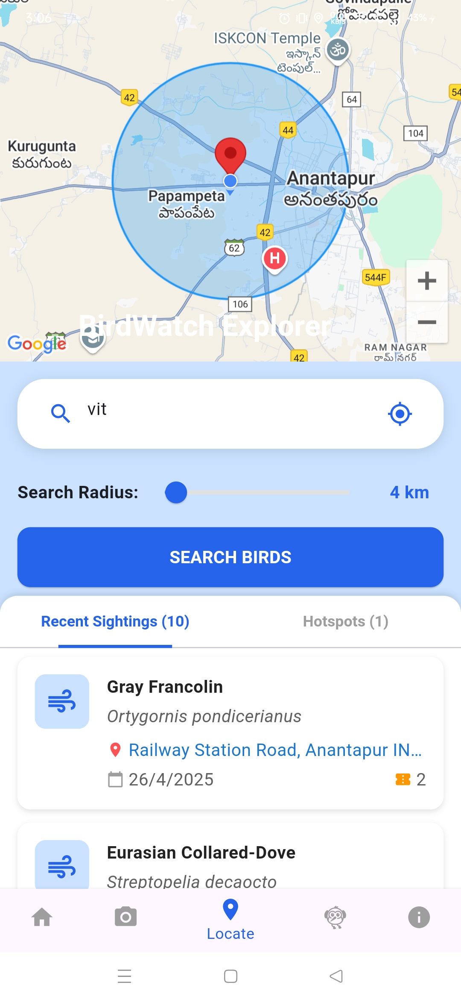 3:06
43%
KB/S
ISKCON Temple
ఇస్కాన్
టెంపుల్...
42
64
54
44
104
Kurugunta
కురుగుంట
Anantapur
అనంతపురం
Papampeta
పాపంపేట
42
62
H
544F
106
BirdWatch Explorer
Google
RAM NAGAR
రామ్ నగర్
42
vit
Search Radius:
4 km
SEARCH BIRDS
Recent Sightings (10)
Hotspots (1)
Gray Francolin
Ortygornis pondicerianus
Railway Station Road, Anantapur IN...
26/4/2025
2
Eurasian Collared-Dove
Streptopelia decaocto
Locate